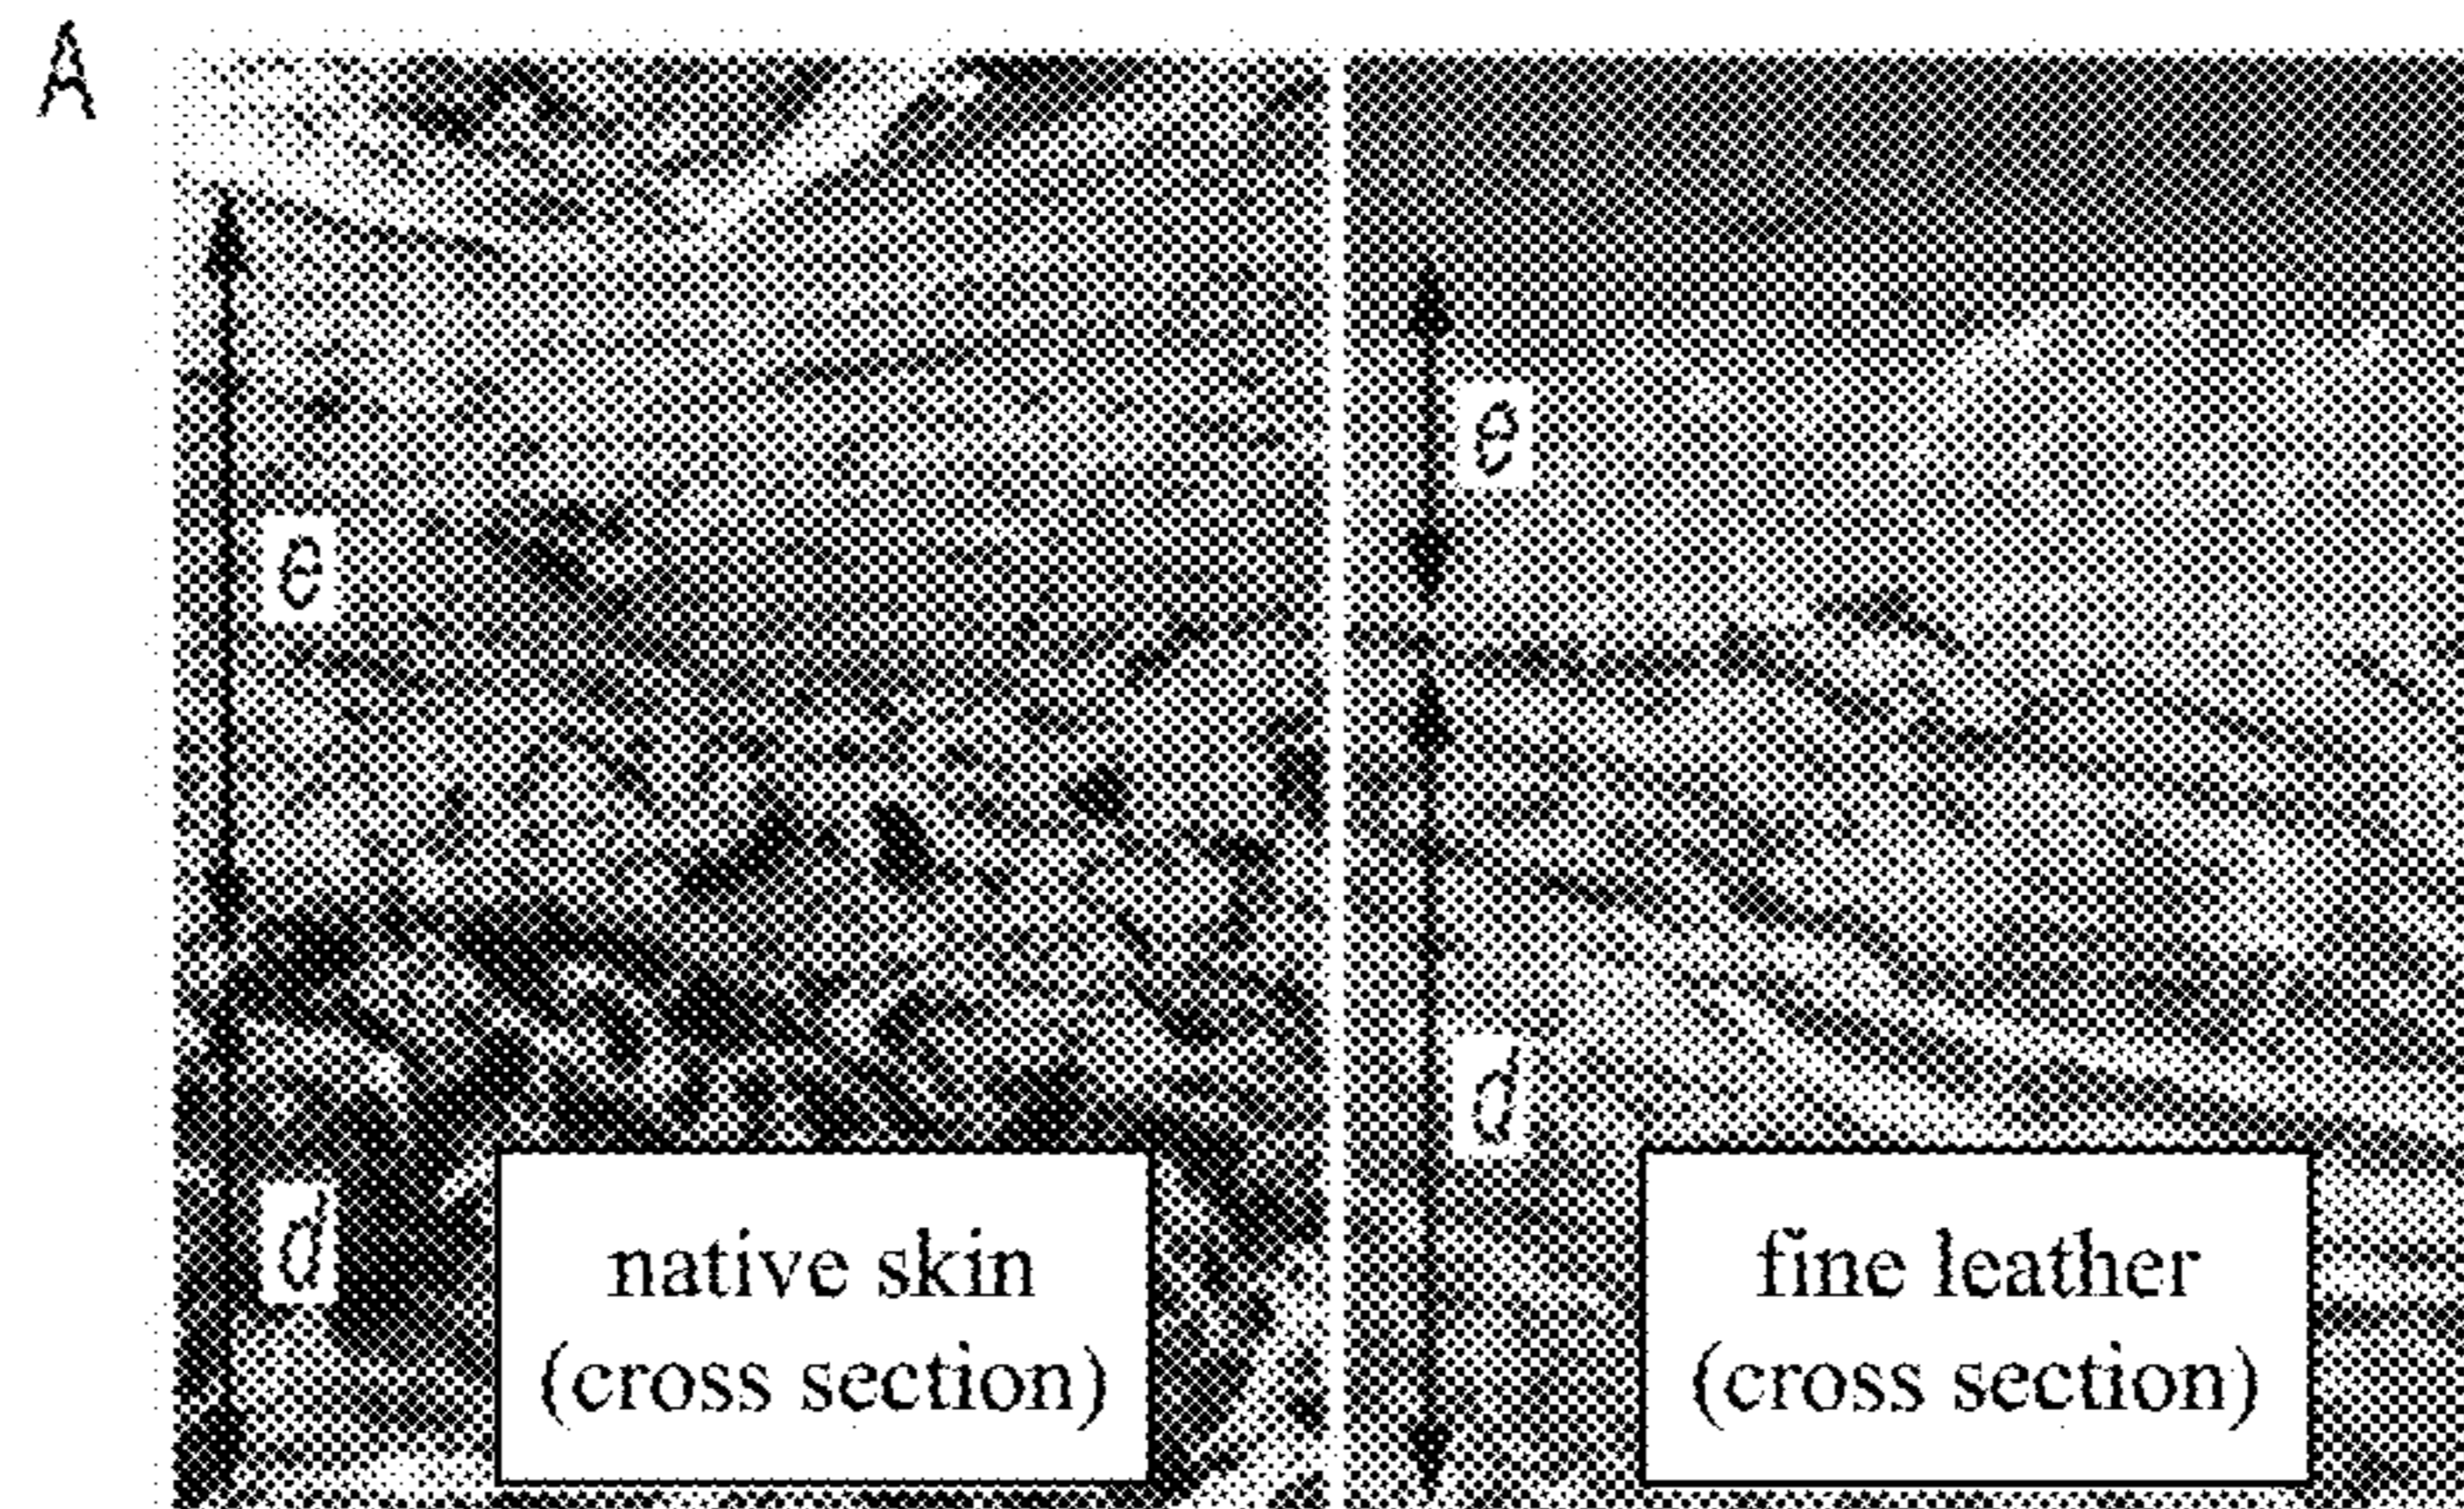 A
e
d
native skin
(cross section)
e
d
fine leather
(cross section)